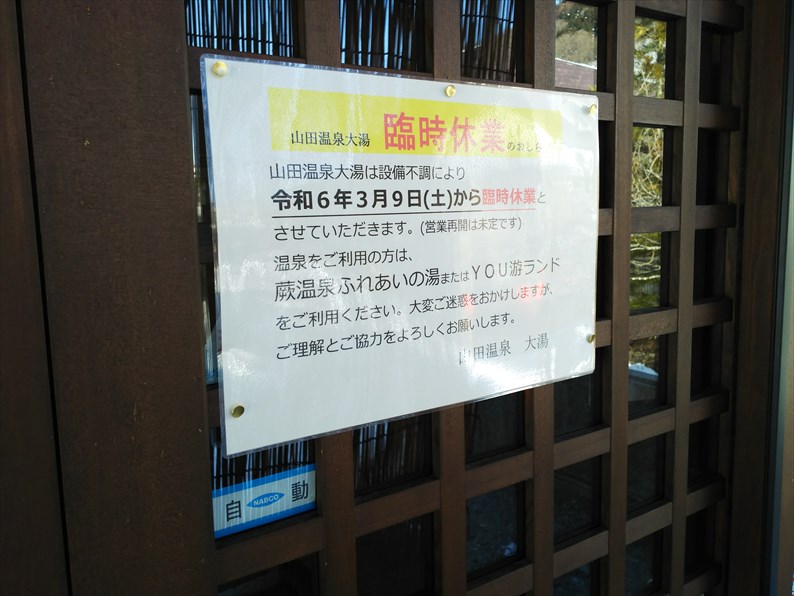 山田温泉大湯 臨時休業のおしらせ
山田温泉大湯は設備不調により
令和6年3月9日(土)から臨時休業と
させていただきます。(営業再開は未定です)
温泉をご利用の方は、
蕨温泉ふれあいの湯またはYOU游ランド
をご利用ください。大変ご迷惑をおかけしますが、
ご理解とご協力をよろしくお願いします。
山田温泉 大湯
自 NABCO 動